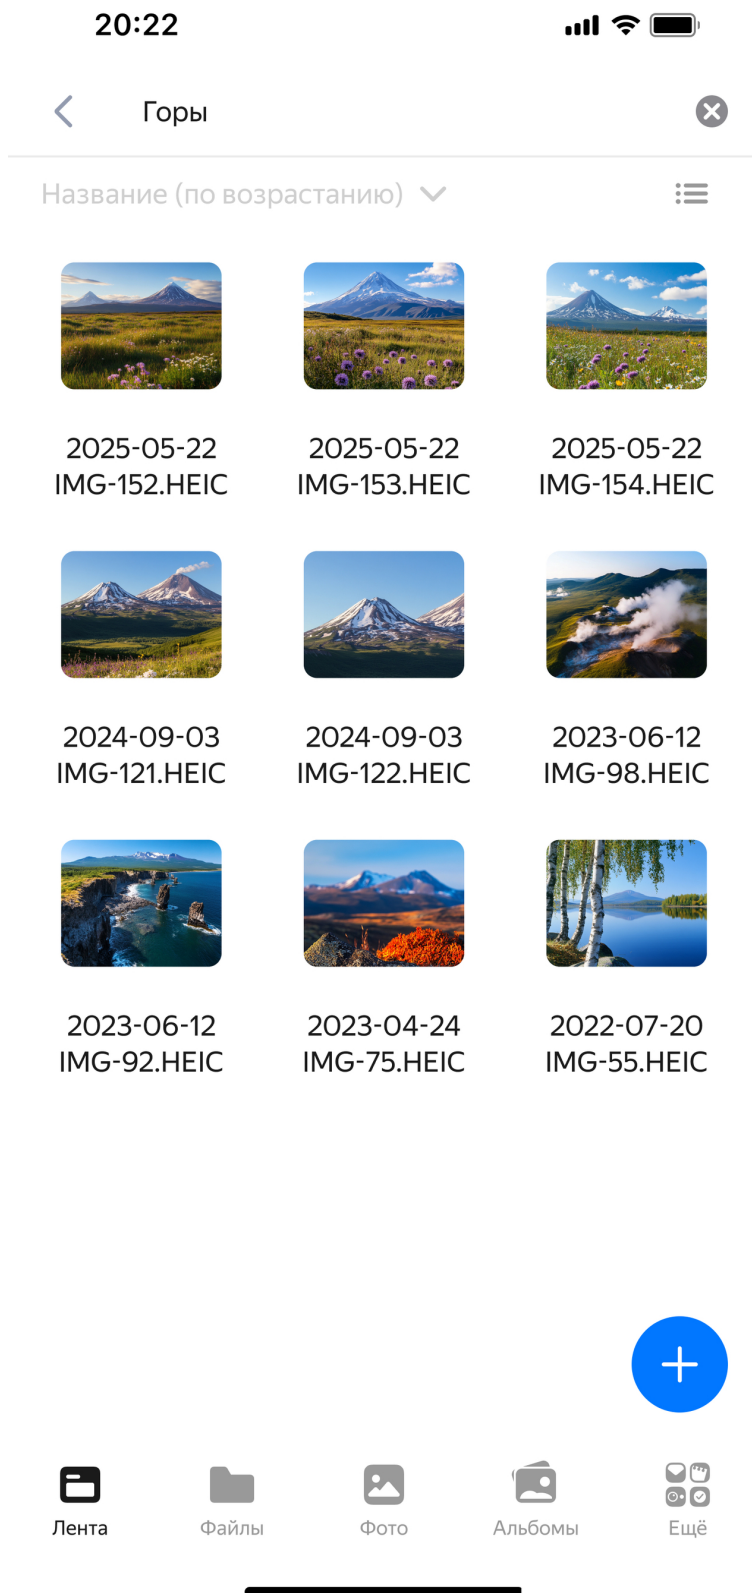 20:22
Горы
Название (по возрастанию)
2025-05-22
IMG-152.HEIC
2025-05-22
IMG-153.HEIC
2025-05-22
IMG-154.HEIC
2024-09-03
IMG-121.HEIC
2024-09-03
IMG-122.HEIC
2023-06-12
IMG-98.HEIC
2023-06-12
IMG-92.HEIC
2023-04-24
IMG-75.HEIC
2022-07-20
IMG-55.HEIC
Лента
Файлы
Фото
Альбомы
Ещё